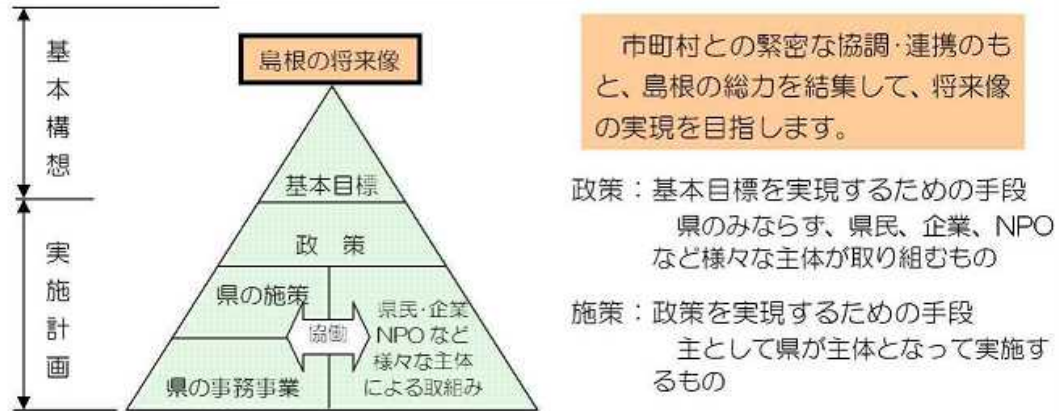 基本構想
実施計画
島根の将来像
基本目標
政　策
県の施策
県の事務事業
協働
県民・企業
NPO など
様々な主体
による取組み
市町村との緊密な協調・連携のも
と、島根の総力を結集して、将来像
の実現を目指します。
政策：基本目標を実現するための手段
県のみならず、県民、企業、NPO
など様々な主体が取り組むもの
施策：政策を実現するための手段
主として県が主体となって実施す
るもの